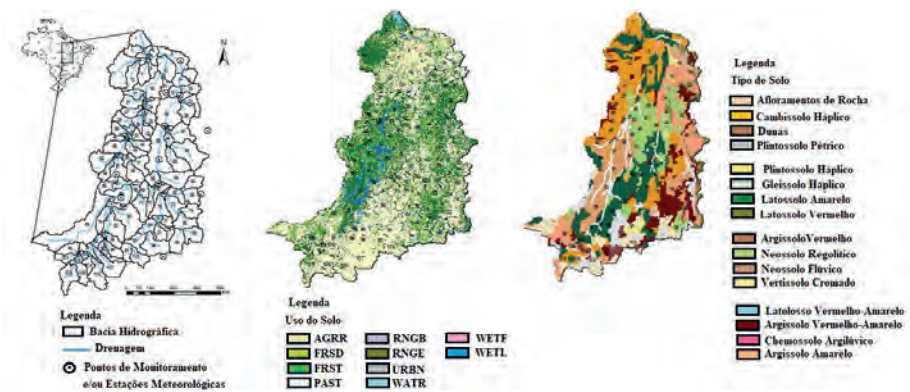 N
Legenda
Bacia Hidrográfica
Drenagem
Pontos de Monitoramento
e/ou Estações Meteorológicas
Legenda
Uso do Solo
AGRR
FRSD
FRST
PAST
RNGB
RNGE
URBN
WATR
WETF
WETL
Legenda
Tipo de Solo
Afloramentos de Rocha
Cambissolo Háplico
Dunas
Plintossolo Pétrico
Plintossolo Háplico
Gleissolo Háplico
Latossolo Amarelo
Latossolo Vermelho
ArgissoloVermelho
Neossolo Regolítico
Neossolo Flúvico
Vertissolo Cromado
Latolosso Vermelho-Amarelo
Argissolo Vermelho-Amarelo
Chemossolo Argilúvico
Argissolo Amarelo